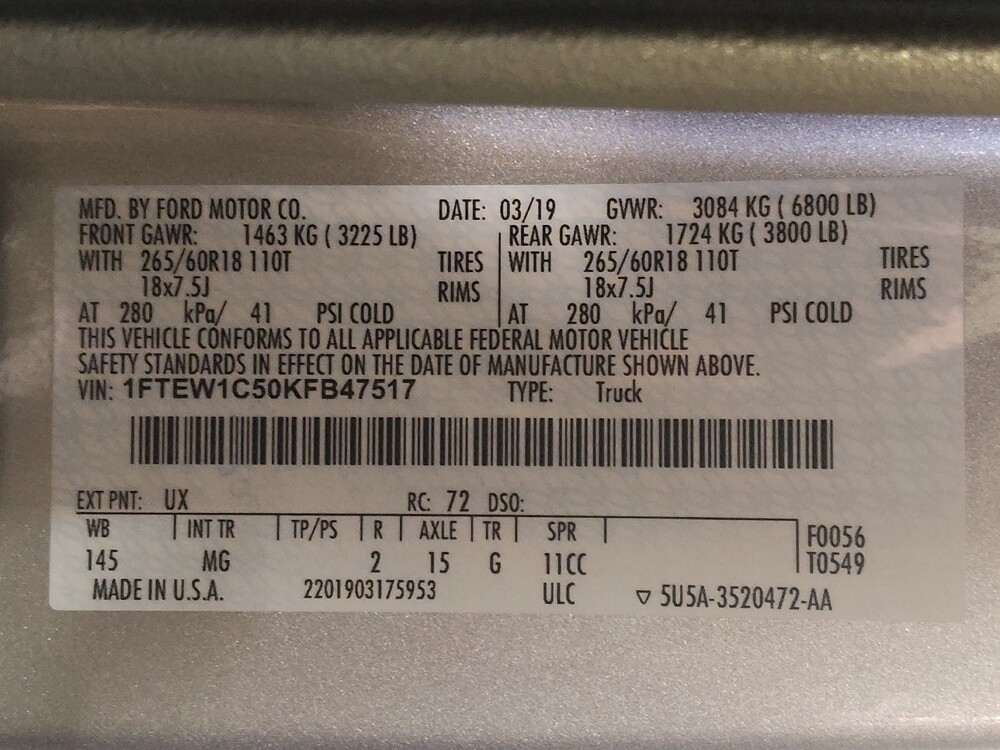 MFD. BY FORD MOTOR CO. DATE: 03/19 GVWR: 3084 KG ( 6800 LB)
FRONT GAWR: 1463 KG ( 3225 LB) REAR GAWR: 1724 KG ( 3800 LB)
WITH 265/60R18 110T TIRES WITH 265/60R18 110T TIRES
18x7.5J RIMS 18x7.5J RIMS
AT 280 kPa/ 41 PSI COLD AT 280 kPa/ 41 PSI COLD
THIS VEHICLE CONFORMS TO ALL APPLICABLE FEDERAL MOTOR VEHICLE
SAFETY STANDARDS IN EFFECT ON THE DATE OF MANUFACTURE SHOWN ABOVE.
VIN: 1FTEW1C50KFB47517 TYPE: Truck
EXT PNT: UX RC: 72 DSO:
WB INT TR TP/PS R AXLE TR SPR F0056
145 MG 2 15 G 11CC T0549
MADE IN U.S.A. 2201903175953 ULC ▽ 5U5A-3520472-AA